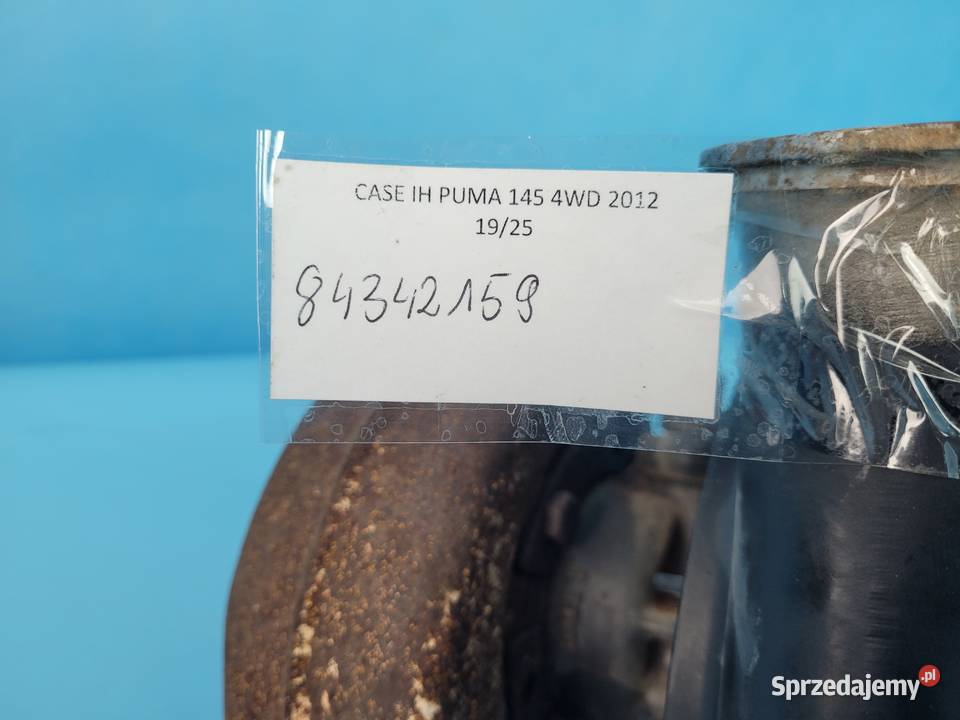 CASE IH PUMA 145 4WD 2012
19/25
84342159
Sprzedajemy.pl